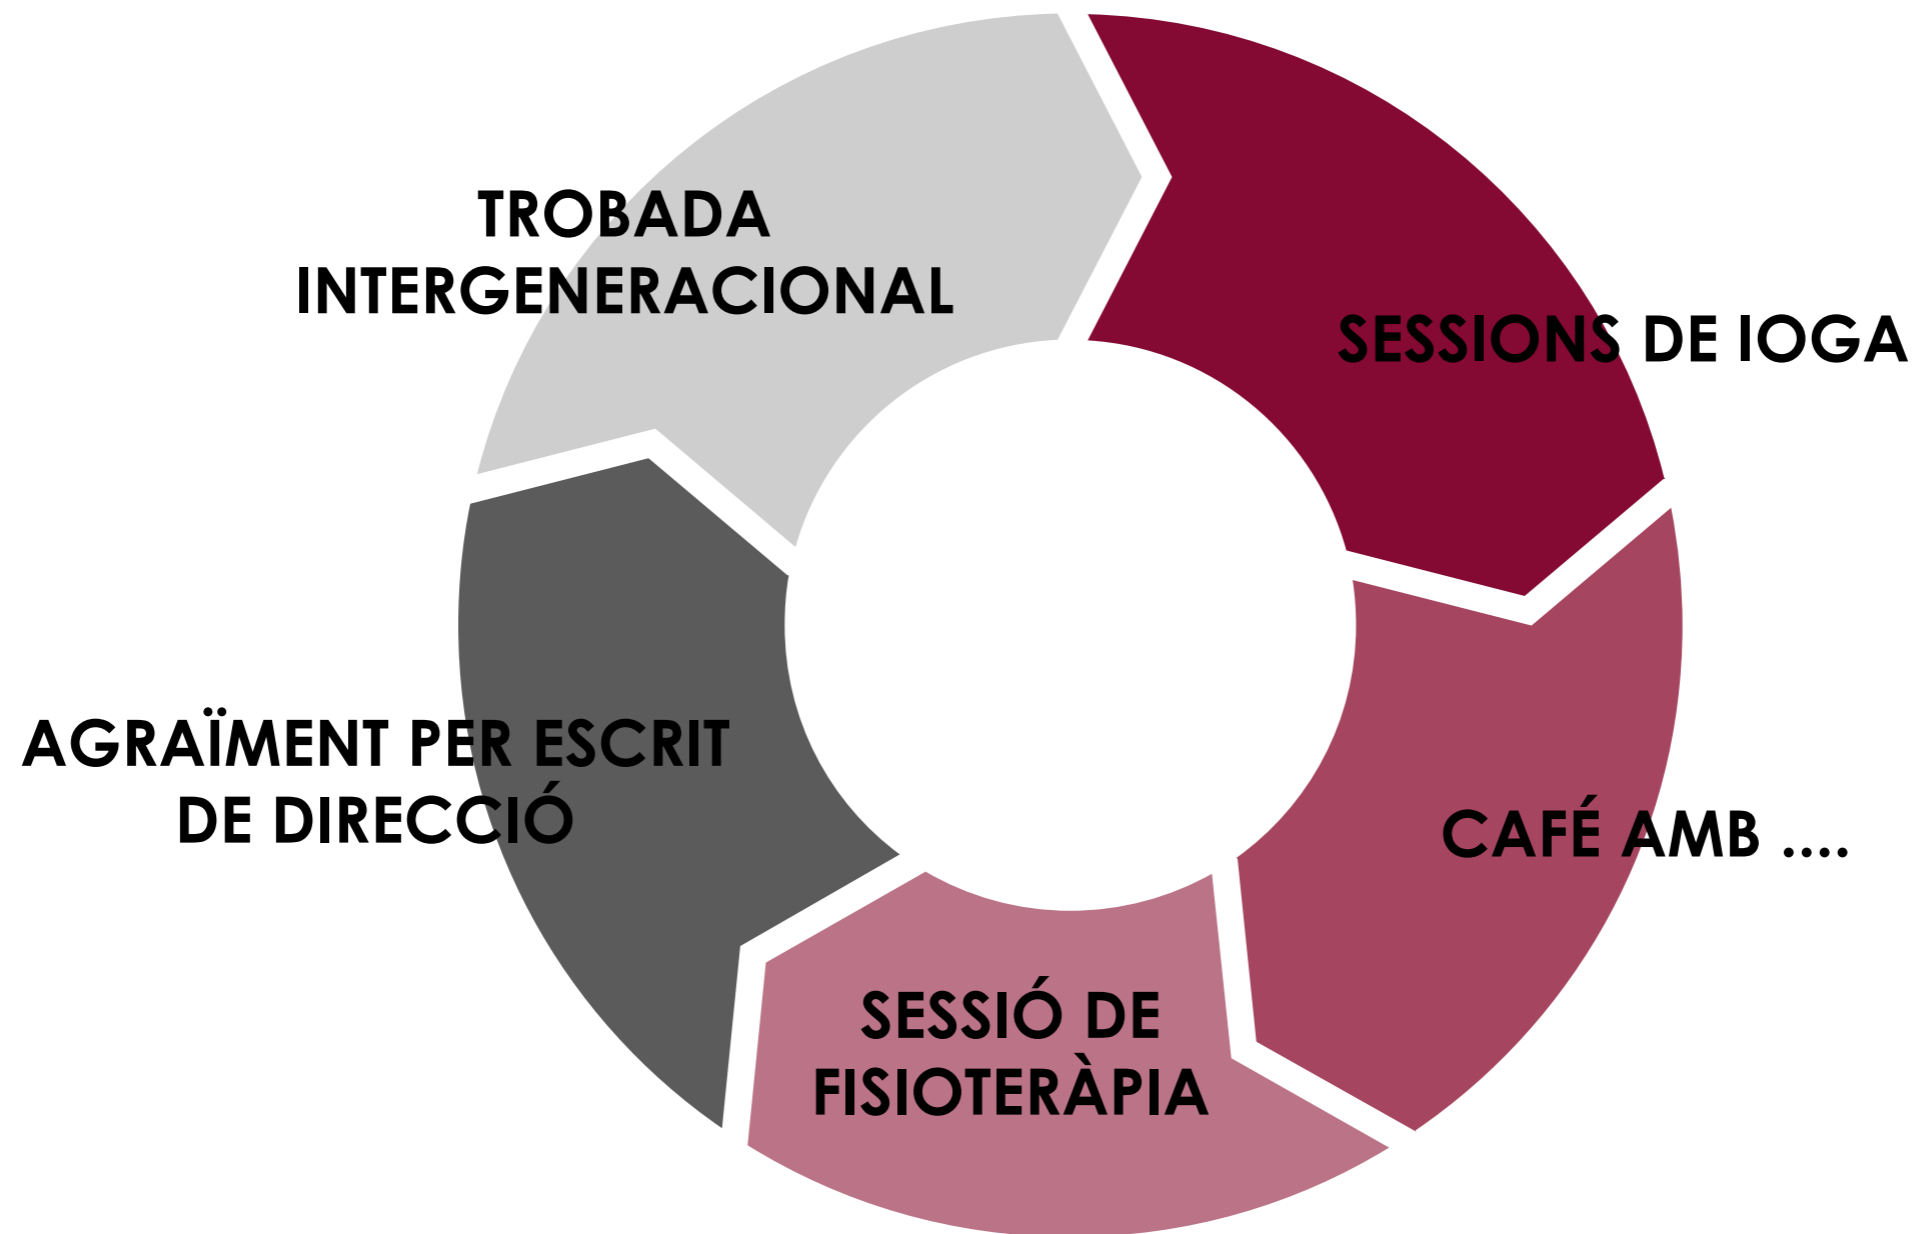 TROBADA
INTERGENERACIONAL
SESSIONS DE IOGA
AGRAÏMENT PER ESCRIT
DE DIRECCIÓ
CAFÉ AMB ....
SESSIÓ DE
FISIOTERÀPIA